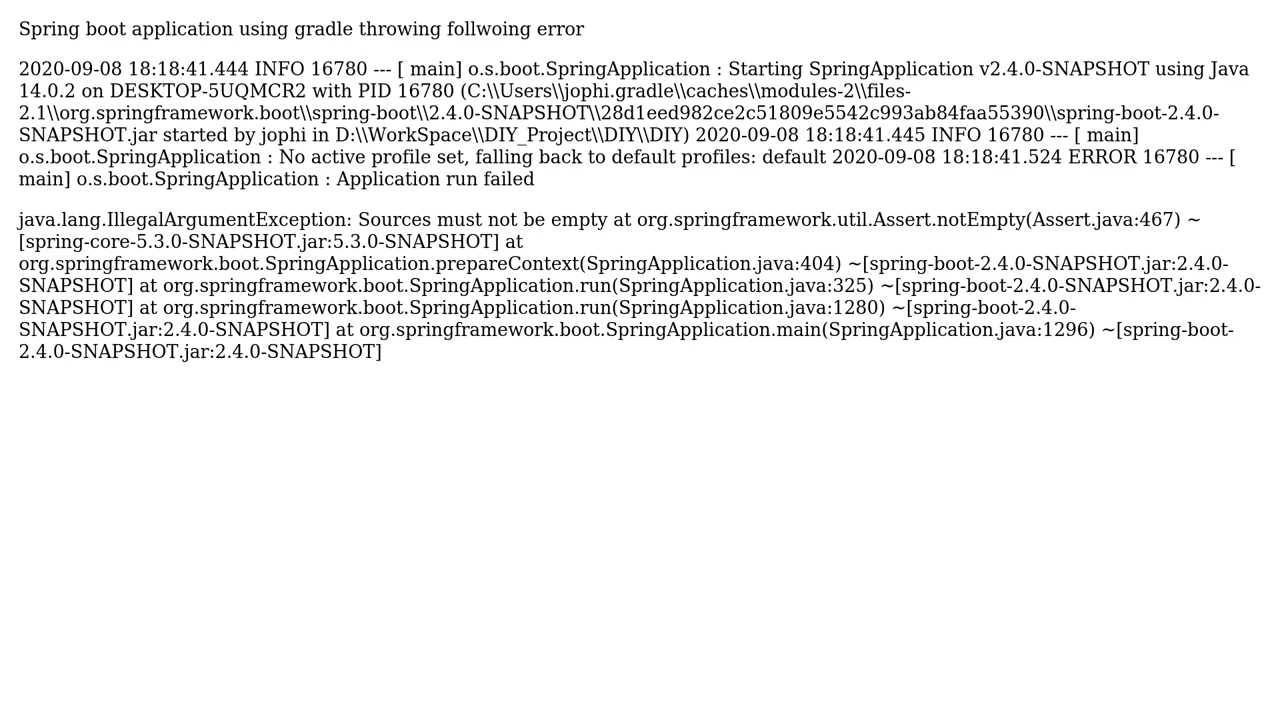 Spring boot application using gradle throwing follwoing error
2020-09-08 18:18:41.444 INFO 16780 --- [ main] o.s.boot.SpringApplication : Starting SpringApplication v2.4.0-SNAPSHOT using Java
14.0.2 on DESKTOP-5UQMCR2 with PID 16780 (C:\\Users\\jophi.gradle\\caches\\modules-2\\files-
2.1\\org.springframework.boot\\spring-boot\\2.4.0-SNAPSHOT\\28d1eed982ce2c51809e5542c993ab84faa55390\\spring-boot-2.4.0-
SNAPSHOT.jar started by jophi in D:\\WorkSpace\\DIY_Project\\DIY\\DIY) 2020-09-08 18:18:41.445 INFO 16780 --- [ main]
o.s.boot.SpringApplication : No active profile set, falling back to default profiles: default 2020-09-08 18:18:41.524 ERROR 16780 --- [
main] o.s.boot.SpringApplication : Application run failed
java.lang.IllegalArgumentException: Sources must not be empty at org.springframework.util.Assert.notEmpty(Assert.java:467) ~
[spring-core-5.3.0-SNAPSHOT.jar:5.3.0-SNAPSHOT] at
org.springframework.boot.SpringApplication.prepareContext(SpringApplication.java:404) ~[spring-boot-2.4.0-SNAPSHOT.jar:2.4.0-
SNAPSHOT] at org.springframework.boot.SpringApplication.run(SpringApplication.java:325) ~[spring-boot-2.4.0-SNAPSHOT.jar:2.4.0-
SNAPSHOT] at org.springframework.boot.SpringApplication.run(SpringApplication.java:1280) ~[spring-boot-2.4.0-
SNAPSHOT.jar:2.4.0-SNAPSHOT] at org.springframework.boot.SpringApplication.main(SpringApplication.java:1296) ~[spring-boot-
2.4.0-SNAPSHOT.jar:2.4.0-SNAPSHOT]